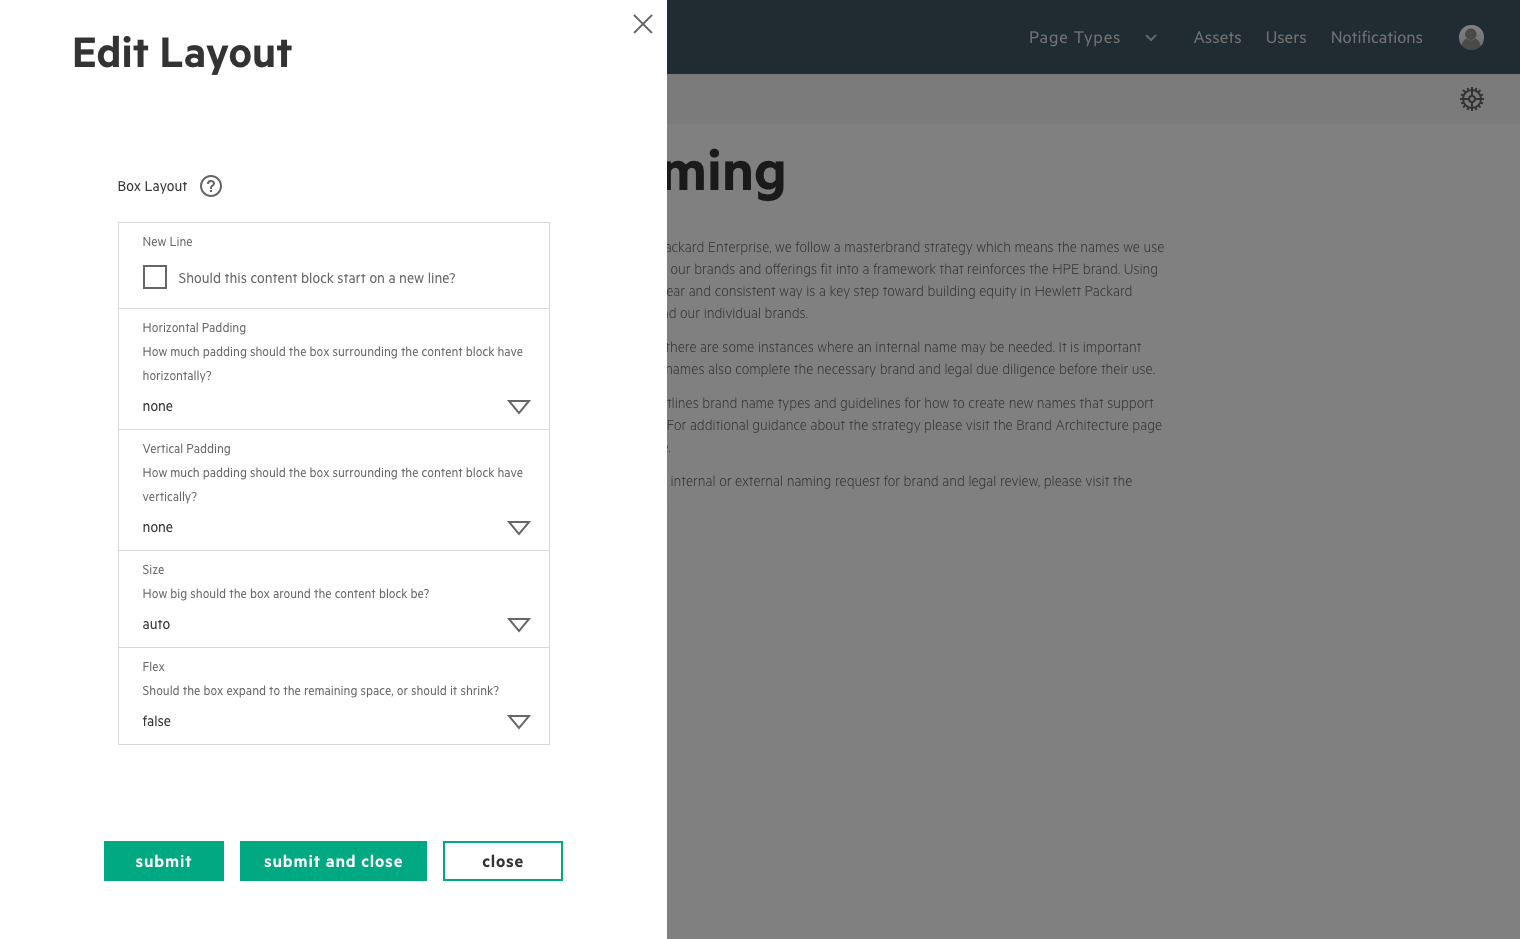 Edit Layout
Page Types
Assets
Users
Notifications
Box Layout
New Line
Should this content block start on a new line?
Horizontal Padding
How much padding should the box surrounding the content block have
horizontally?
none
Vertical Padding
How much padding should the box surrounding the content block have
vertically?
none
Size
How big should the box around the content block be?
auto
Flex
Should the box expand to the remaining space, or should it shrink?
false
submit
submit and close
close
ming
ackard Enterprise, we follow a masterbrand strategy which means the names we use
our brands and offerings fit into a framework that reinforces the HPE brand. Using
ear and consistent way is a key step toward building equity in Hewlett Packard
d our individual brands.
there are some instances where an internal name may be needed. It is important
names also complete the necessary brand and legal due diligence before their use.
tlines brand name types and guidelines for how to create new names that support
For additional guidance about the strategy please visit the Brand Architecture page
internal or external naming request for brand and legal review, please visit the